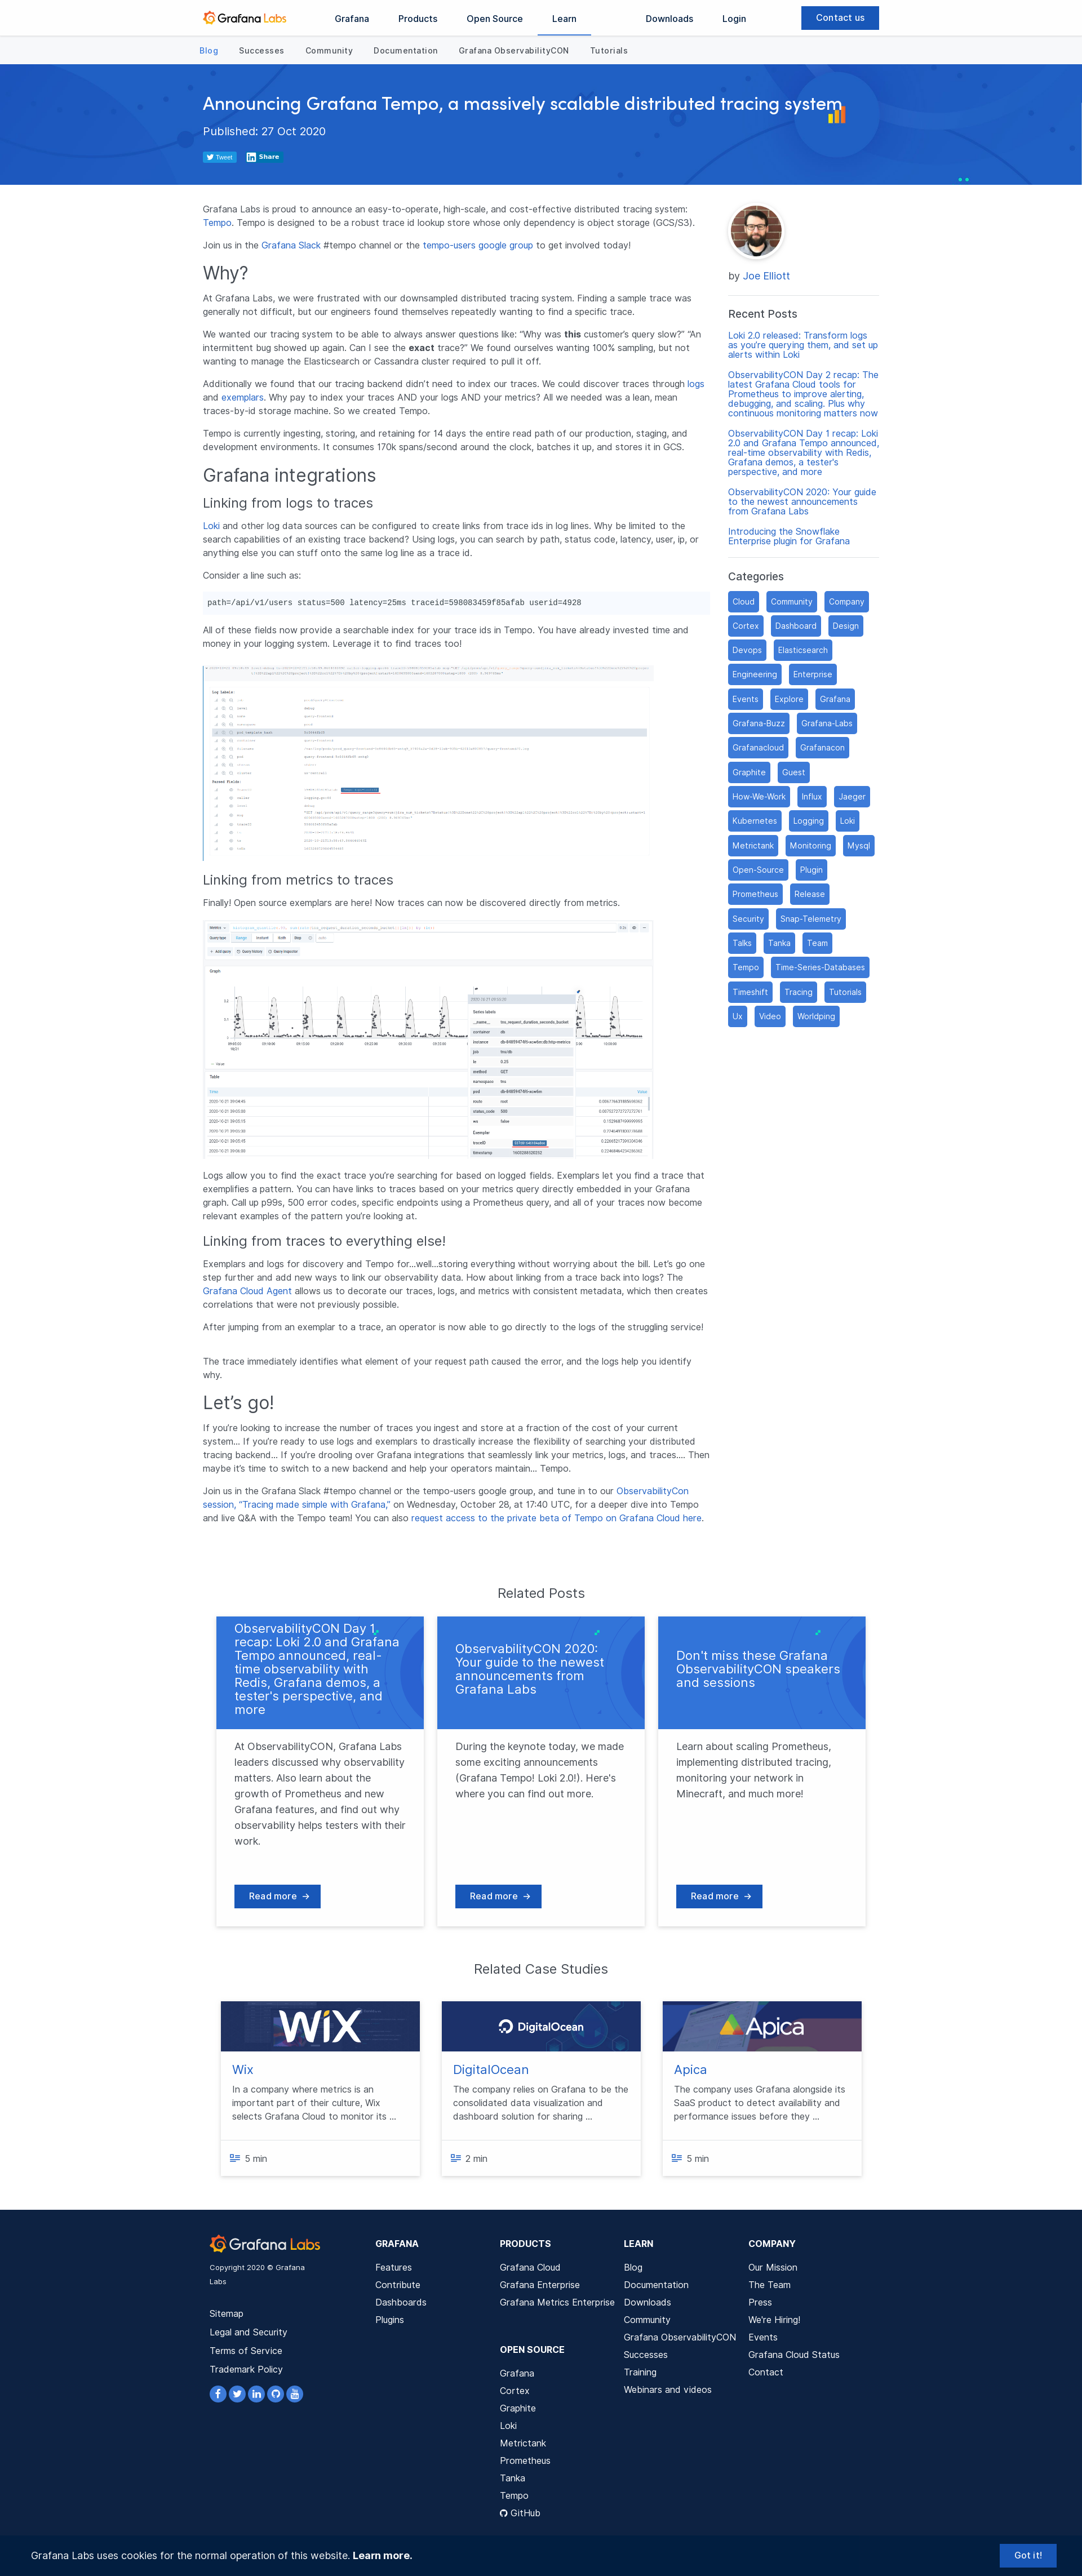 Grafana Labs
Grafana
Products
Open Source
Learn
Downloads
Login
Contact us
Blog
Successes
Community
Documentation
Grafana ObservabilityCON
Tutorials
Announcing Grafana Tempo, a massively scalable distributed tracing system
Published: 27 Oct 2020
Tweet
Share
Grafana Labs is proud to announce an easy-to-operate, high-scale, and cost-effective distributed tracing system:
Tempo. Tempo is designed to be a robust trace id lookup store whose only dependency is object storage (GCS/S3).
Join us in the Grafana Slack #tempo channel or the tempo-users google group to get involved today!
Why?
At Grafana Labs, we were frustrated with our downsampled distributed tracing system. Finding a sample trace was
generally not difficult, but our engineers found themselves repeatedly wanting to find a specific trace.
We wanted our tracing system to be able to always answer questions like: “Why was this customer’s query slow?” “An
intermittent bug showed up again. Can I see the exact trace?” We found ourselves wanting 100% sampling, but not
wanting to manage the Elasticsearch or Cassandra cluster required to pull it off.
Additionally we found that our tracing backend didn’t need to index our traces. We could discover traces through logs
and exemplars. Why pay to index your traces AND your logs AND your metrics? All we needed was a lean, mean
traces-by-id storage machine. So we created Tempo.
Tempo is currently ingesting, storing, and retaining for 14 days the entire read path of our production, staging, and
development environments. It consumes 170k spans/second around the clock, batches it up, and stores it in GCS.
Grafana integrations
Linking from logs to traces
Loki and other log data sources can be configured to create links from trace ids in log lines. Why be limited to the
search capabilities of an existing trace backend? Using logs, you can search by path, status code, latency, user, ip, or
anything else you can stuff onto the same log line as a trace id.
Consider a line such as:
path=/api/v1/users status=500 latency=25ms traceid=598083459f85afab userid=4928
All of these fields now provide a searchable index for your trace ids in Tempo. You have already invested time and
money in your logging system. Leverage it to find traces too!
Log labels
Parsed fields
Linking from metrics to traces
Finally! Open source exemplars are here! Now traces can now be discovered directly from metrics.
Metrics
Query type
Range
Instant
Both
Step
Add query
Query history
Query inspector
Graph
Series labels
Value
Table
Time
Exemplar
traceID
Timestamp
Logs allow you to find the exact trace you’re searching for based on logged fields. Exemplars let you find a trace that
exemplifies a pattern. You can have links to traces based on your metrics query directly embedded in your Grafana
graph. Call up p99s, 500 error codes, specific endpoints using a Prometheus query, and all of your traces now become
relevant examples of the pattern you’re looking at.
Linking from traces to everything else!
Exemplars and logs for discovery and Tempo for…well…storing everything without worrying about the bill. Let’s go one
step further and add new ways to link our observability data. How about linking from a trace back into logs? The
Grafana Cloud Agent allows us to decorate our traces, logs, and metrics with consistent metadata, which then creates
correlations that were not previously possible.
After jumping from an exemplar to a trace, an operator is now able to go directly to the logs of the struggling service!
The trace immediately identifies what element of your request path caused the error, and the logs help you identify
why.
Let’s go!
If you’re looking to increase the number of traces you ingest and store at a fraction of the cost of your current
system… If you’re ready to use logs and exemplars to drastically increase the flexibility of searching your distributed
tracing backend… If you’re drooling over Grafana integrations that seamlessly link your metrics, logs, and traces…. Then
maybe it’s time to switch to a new backend and help your operators maintain… Tempo.
Join us in the Grafana Slack #tempo channel or the tempo-users google group, and tune in to our ObservabilityCon
session, “Tracing made simple with Grafana,” on Wednesday, October 28, at 17:40 UTC, for a deeper dive into Tempo
and live Q&A with the Tempo team! You can also request access to the private beta of Tempo on Grafana Cloud here.
by Joe Elliott
Recent Posts
Loki 2.0 released: Transform logs
as you’re querying them, and set up
alerts within Loki
ObservabilityCON Day 2 recap: The
latest Grafana Cloud tools for
Prometheus to improve alerting,
debugging, and scaling. Plus why
continuous monitoring matters now
ObservabilityCON Day 1 recap: Loki
2.0 and Grafana Tempo announced,
real-time observability with Redis,
Grafana demos, a tester’s
perspective, and more
ObservabilityCON 2020: Your guide
to the newest announcements
from Grafana Labs
Introducing the Snowflake
Enterprise plugin for Grafana
Categories
Cloud Community Company
Cortex Dashboard Design
Devops Elasticsearch
Engineering Enterprise
Events Explore Grafana
Grafana-Buzz Grafana-Labs
Grafanacloud Grafanacon
Graphite Guest
How-We-Work Influx Jaeger
Kubernetes Logging Loki
Metrictank Monitoring Mysql
Open-Source Plugin
Prometheus Release
Security Snap-Telemetry
Talks Tanka Team
Tempo Time-Series-Databases
Timeshift Tracing Tutorials
Ux Video Worldping
Related Posts
ObservabilityCON Day 1
recap: Loki 2.0 and Grafana
Tempo announced, real-
time observability with
Redis, Grafana demos, a
tester's perspective, and
more
At ObservabilityCON, Grafana Labs
leaders discussed why observability
matters. Also learn about the
growth of Prometheus and new
Grafana features, and find out why
observability helps testers with their
work.
Read more →
ObservabilityCON 2020:
Your guide to the newest
announcements from
Grafana Labs
During the keynote today, we made
some exciting announcements
(Grafana Tempo! Loki 2.0!). Here's
where you can find out more.
Read more →
Don't miss these Grafana
ObservabilityCON speakers
and sessions
Learn about scaling Prometheus,
implementing distributed tracing,
monitoring your network in
Minecraft, and much more!
Read more →
Related Case Studies
WiX
Wix
In a company where metrics is an
important part of their culture, Wix
selects Grafana Cloud to monitor its ...
5 min
DigitalOcean
DigitalOcean
The company relies on Grafana to be the
consolidated data visualization and
dashboard solution for sharing ...
2 min
Apica
Apica
The company uses Grafana alongside its
SaaS product to detect availability and
performance issues before they ...
5 min
Grafana Labs
Copyright 2020 © Grafana
Labs
Sitemap
Legal and Security
Terms of Service
Trademark Policy
GRAFANA
Features
Contribute
Dashboards
Plugins
PRODUCTS
Grafana Cloud
Grafana Enterprise
Grafana Metrics Enterprise
OPEN SOURCE
Grafana
Cortex
Graphite
Loki
Metrictank
Prometheus
Tanka
Tempo
GitHub
LEARN
Blog
Documentation
Downloads
Community
Grafana ObservabilityCON
Successes
Training
Webinars and videos
COMPANY
Our Mission
The Team
Press
We're Hiring!
Events
Grafana Cloud Status
Contact
Grafana Labs uses cookies for the normal operation of this website. Learn more.
Got it!